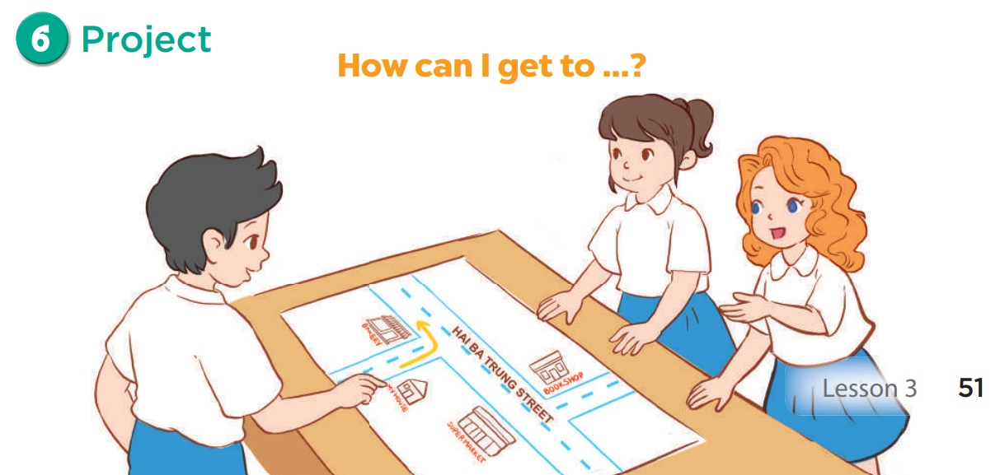 6 Project
How can I get to ...?
BAKERY
HAI BA TRUNG STREET
BOOKSHOP
MY HOUSE
SUPERMARKET
Lesson 3 51